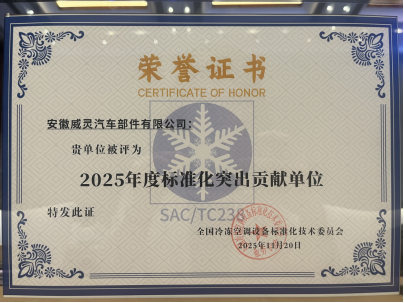 荣誉证书
CERTIFICATE OF HONOR
安徽威灵汽车部件有限公司：
贵单位被评为
2025年度标准化突出贡献单位
特发此证
SAC/TC238
全国冷冻空调设备标准化技术委员会
2025年11月20日